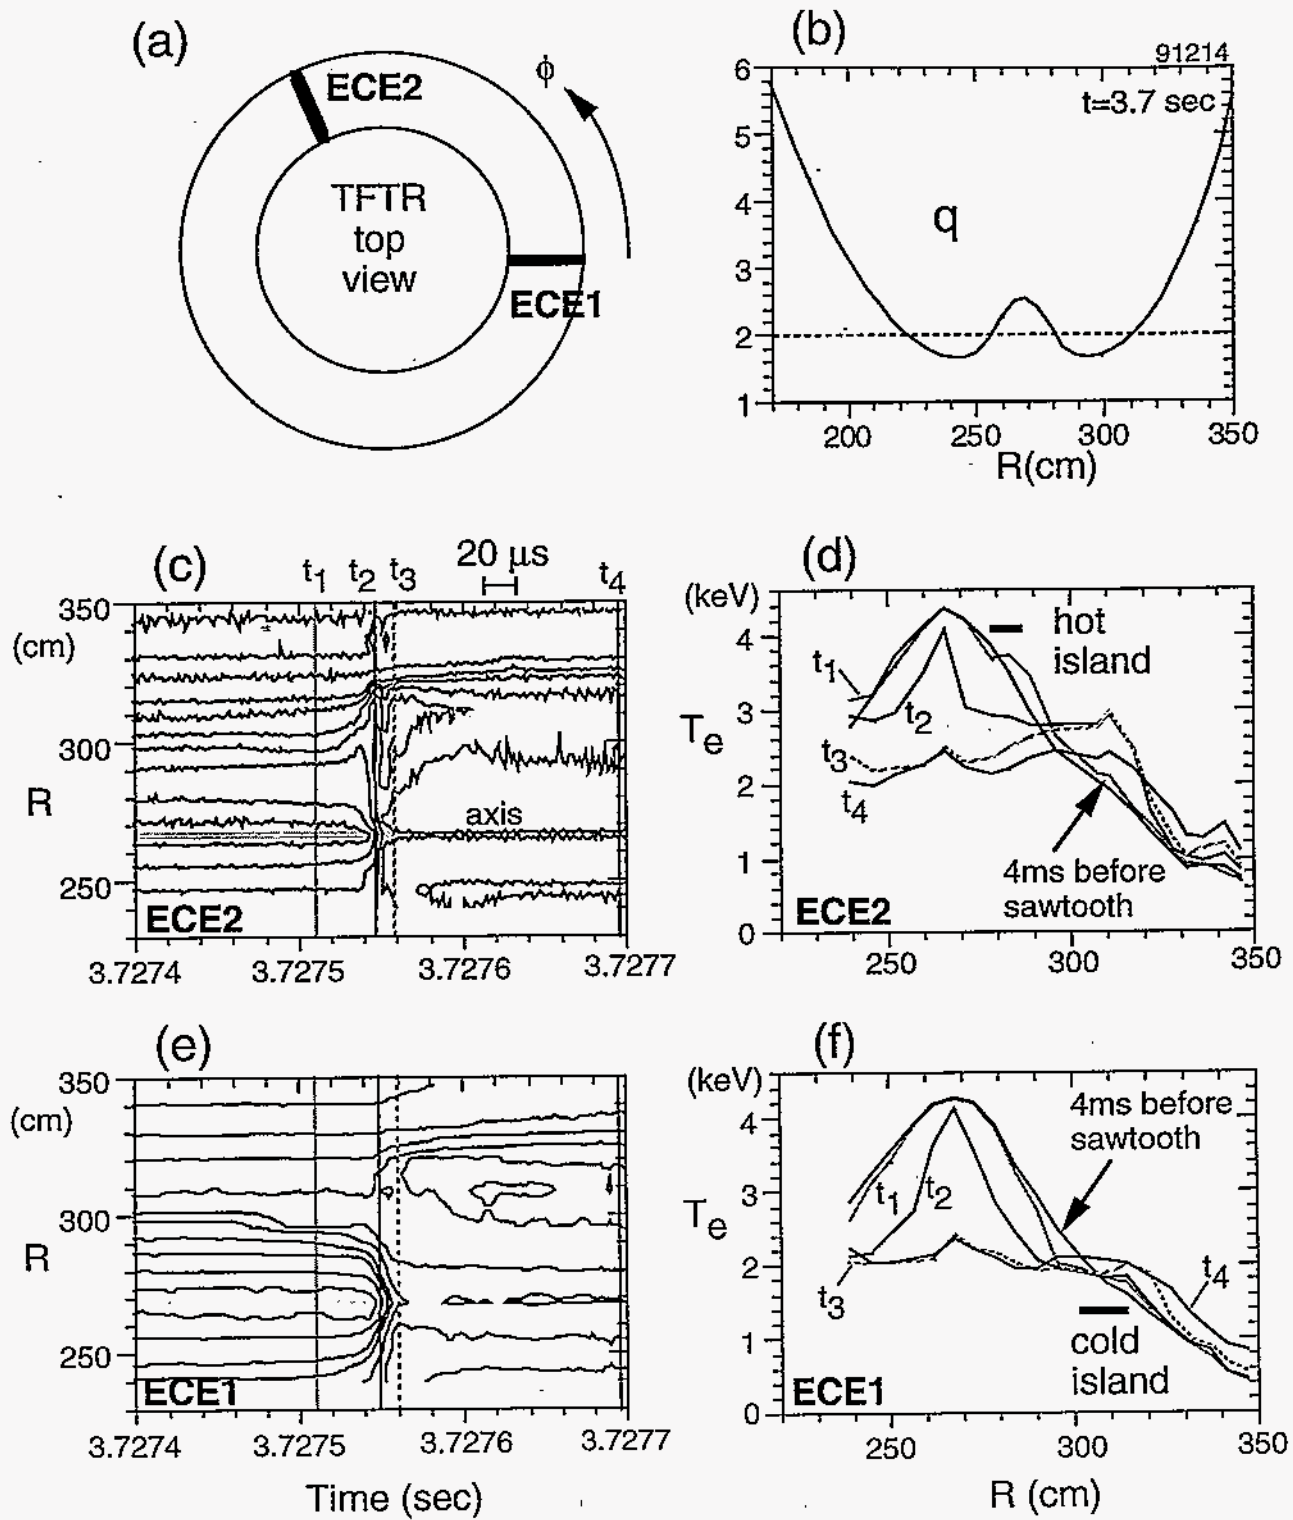 (a)
ECE2
ϕ
TFTR
top
view
ECE1
(b)
91214
t=3.7 sec
6
5
4
3
2
1
q
200
250
300
350
R(cm)
(c)
t1
t2
t3
20 μs
t4
350
(cm)
300
R
250
axis
ECE2
3.7274
3.7275
3.7276
3.7277
(d)
(keV)
4
3
Te
2
1
0
hot
island
t1
t2
t3
t4
4ms before
sawtooth
ECE2
250
300
350
(e)
350
(cm)
300
R
250
ECE1
3.7274
3.7275
3.7276
3.7277
Time (sec)
(f)
(keV)
4
3
Te
2
1
0
4ms before
sawtooth
t1
t2
t3
t4
cold
island
ECE1
250
300
350
R (cm)